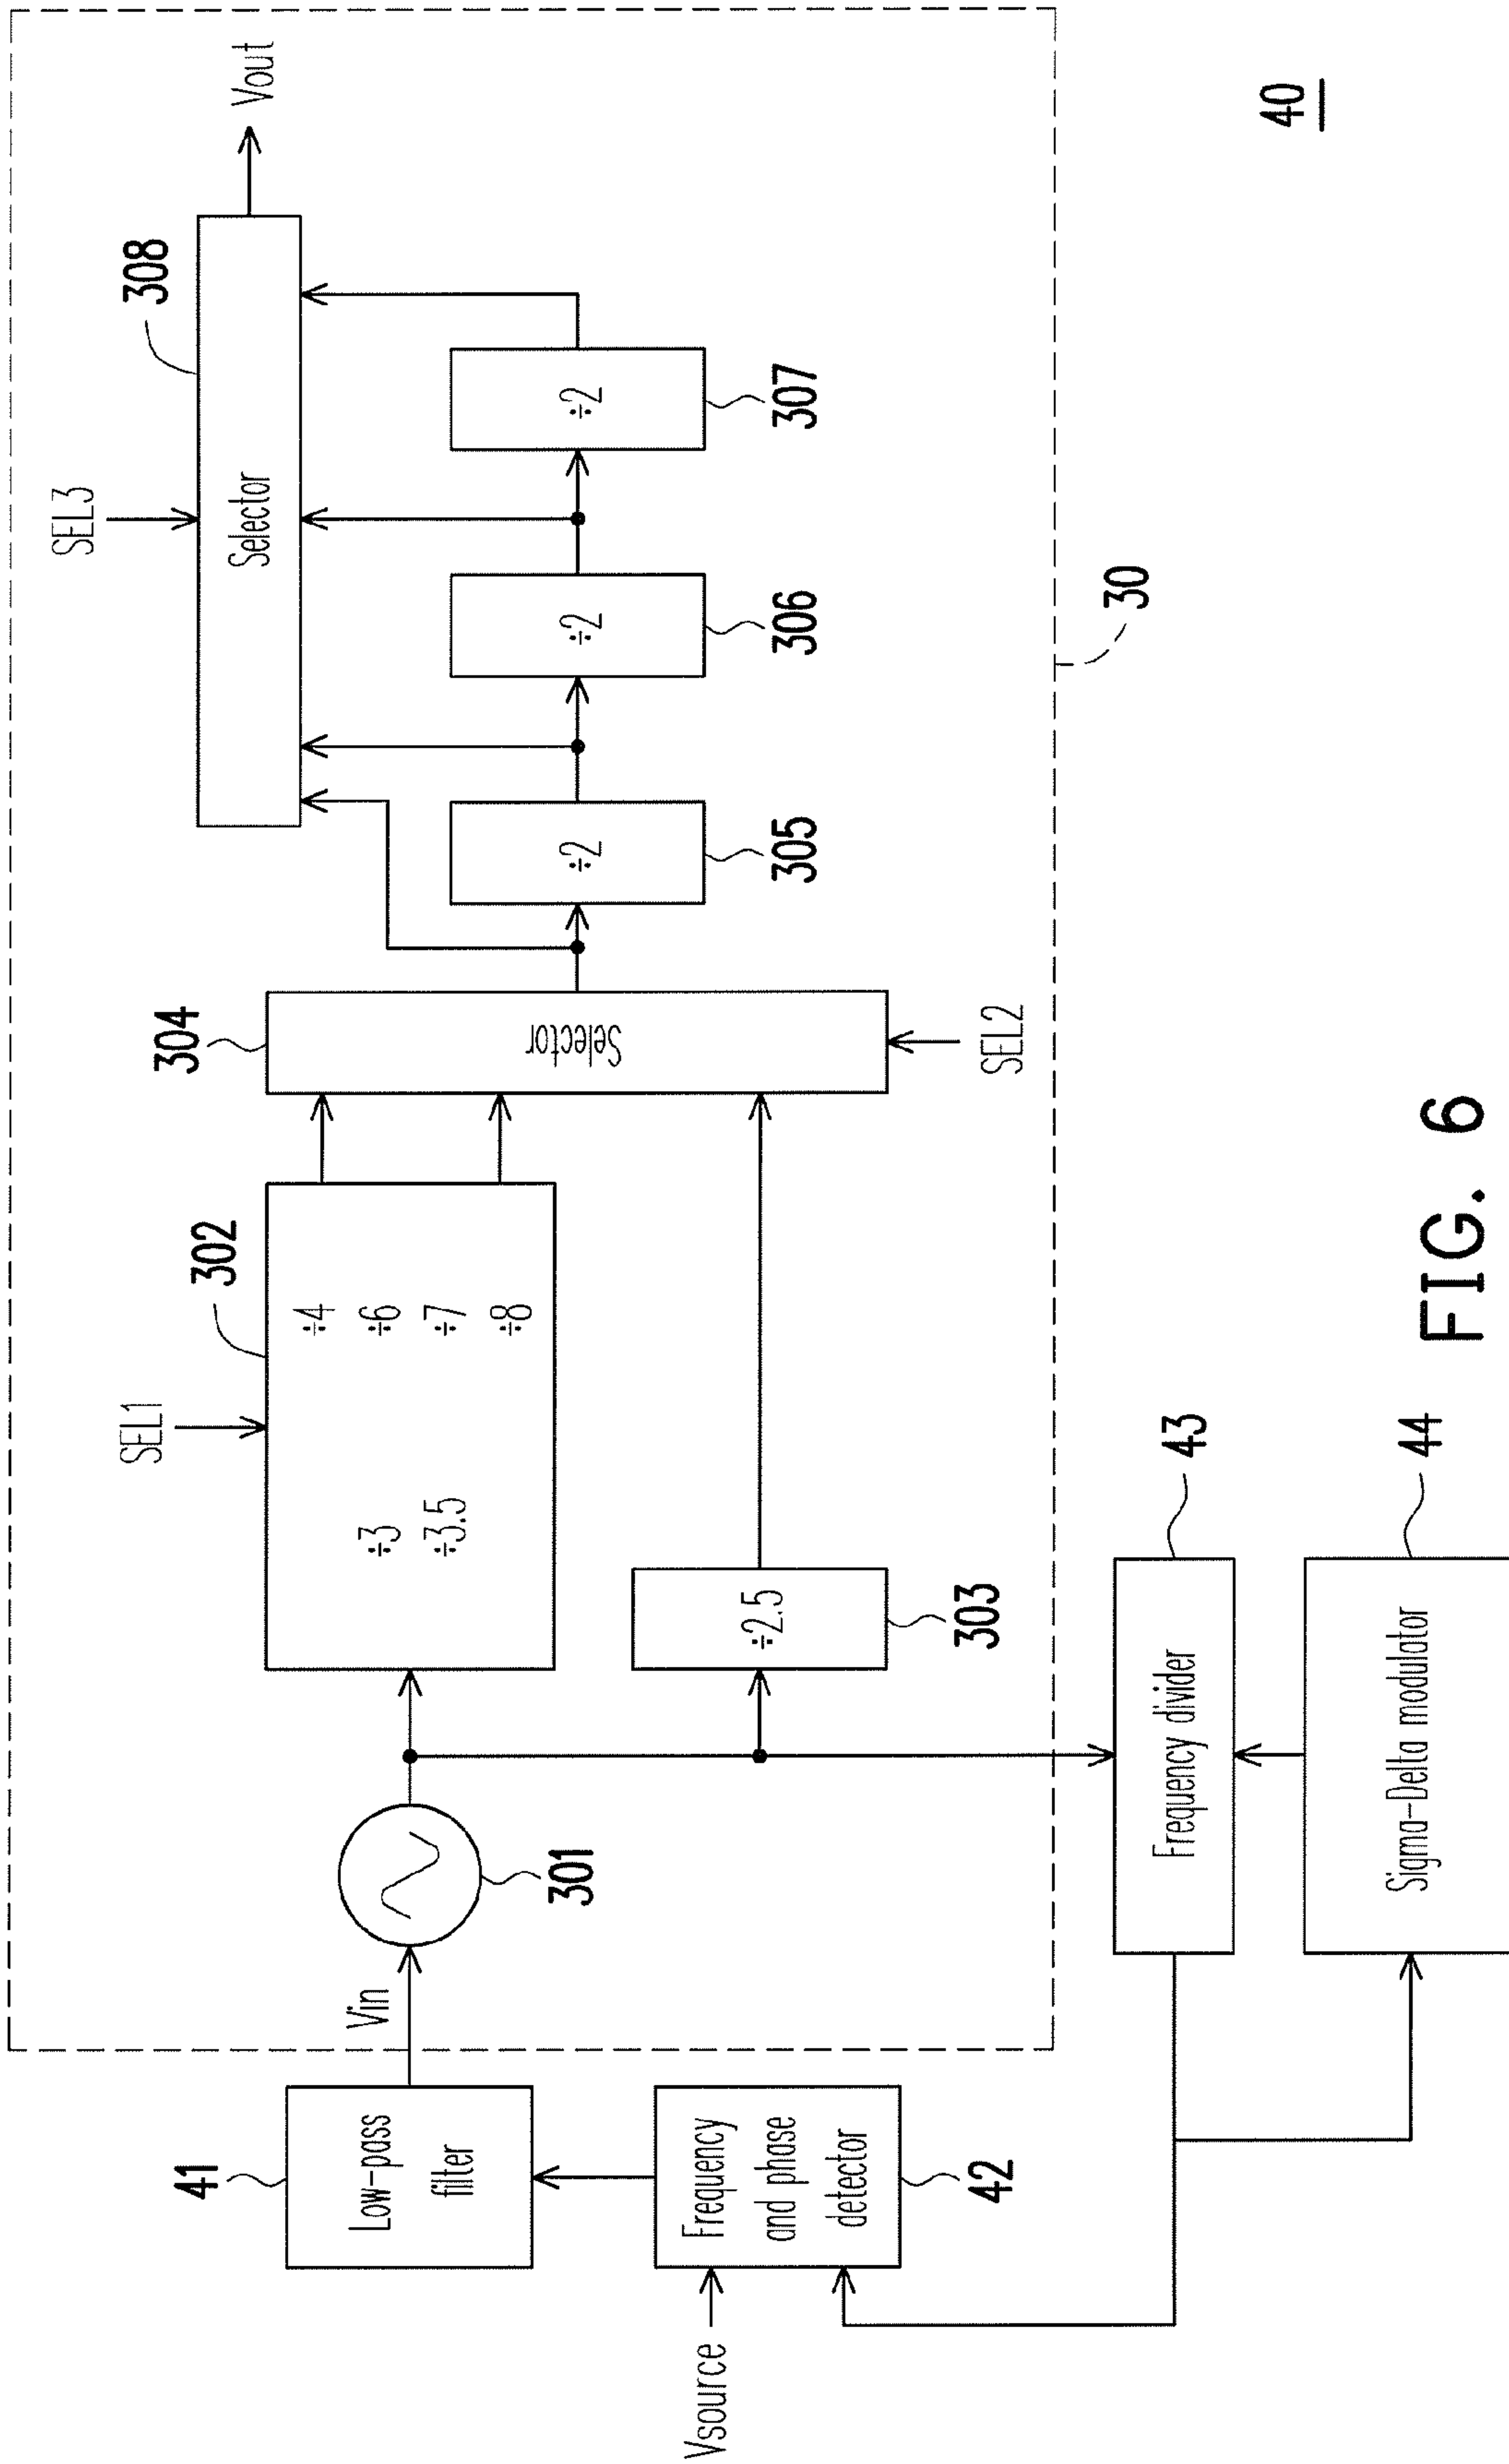 Vout
308
SEL3
Selector
÷2
307
÷2
306
÷2
305
304
Selector
SEL2
SEL1
302
÷3
÷3.5
÷4
÷6
÷7
÷8
÷2.5
303
301
Vin
30
41
Low-pass
filter
Frequency
and phase
detector
42
Vsource
Frequency divider
43
Sigma-Delta modulator
44
40
FIG. 6